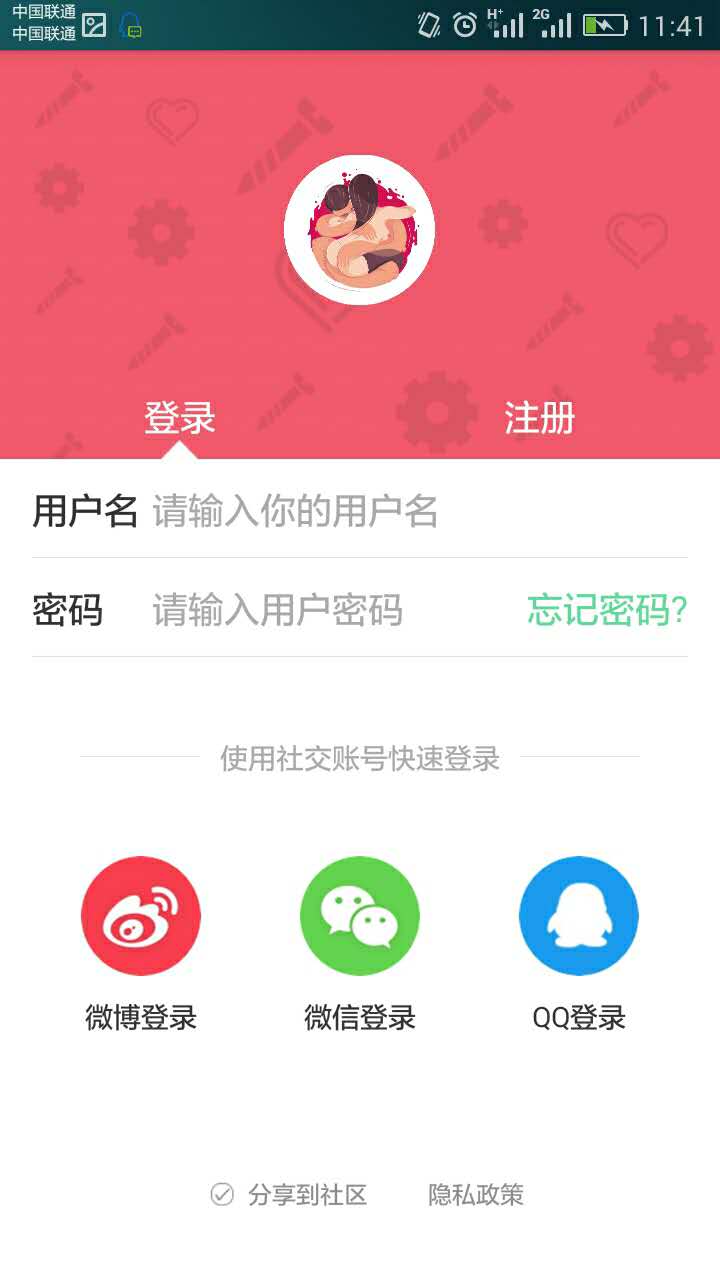 中国联通
中国联通
H+ 2G 11:41
登录 注册
用户名 请输入你的用户名
密码 请输入用户密码 忘记密码?
使用社交账号快速登录
微博登录 微信登录 QQ登录
分享到社区 隐私政策